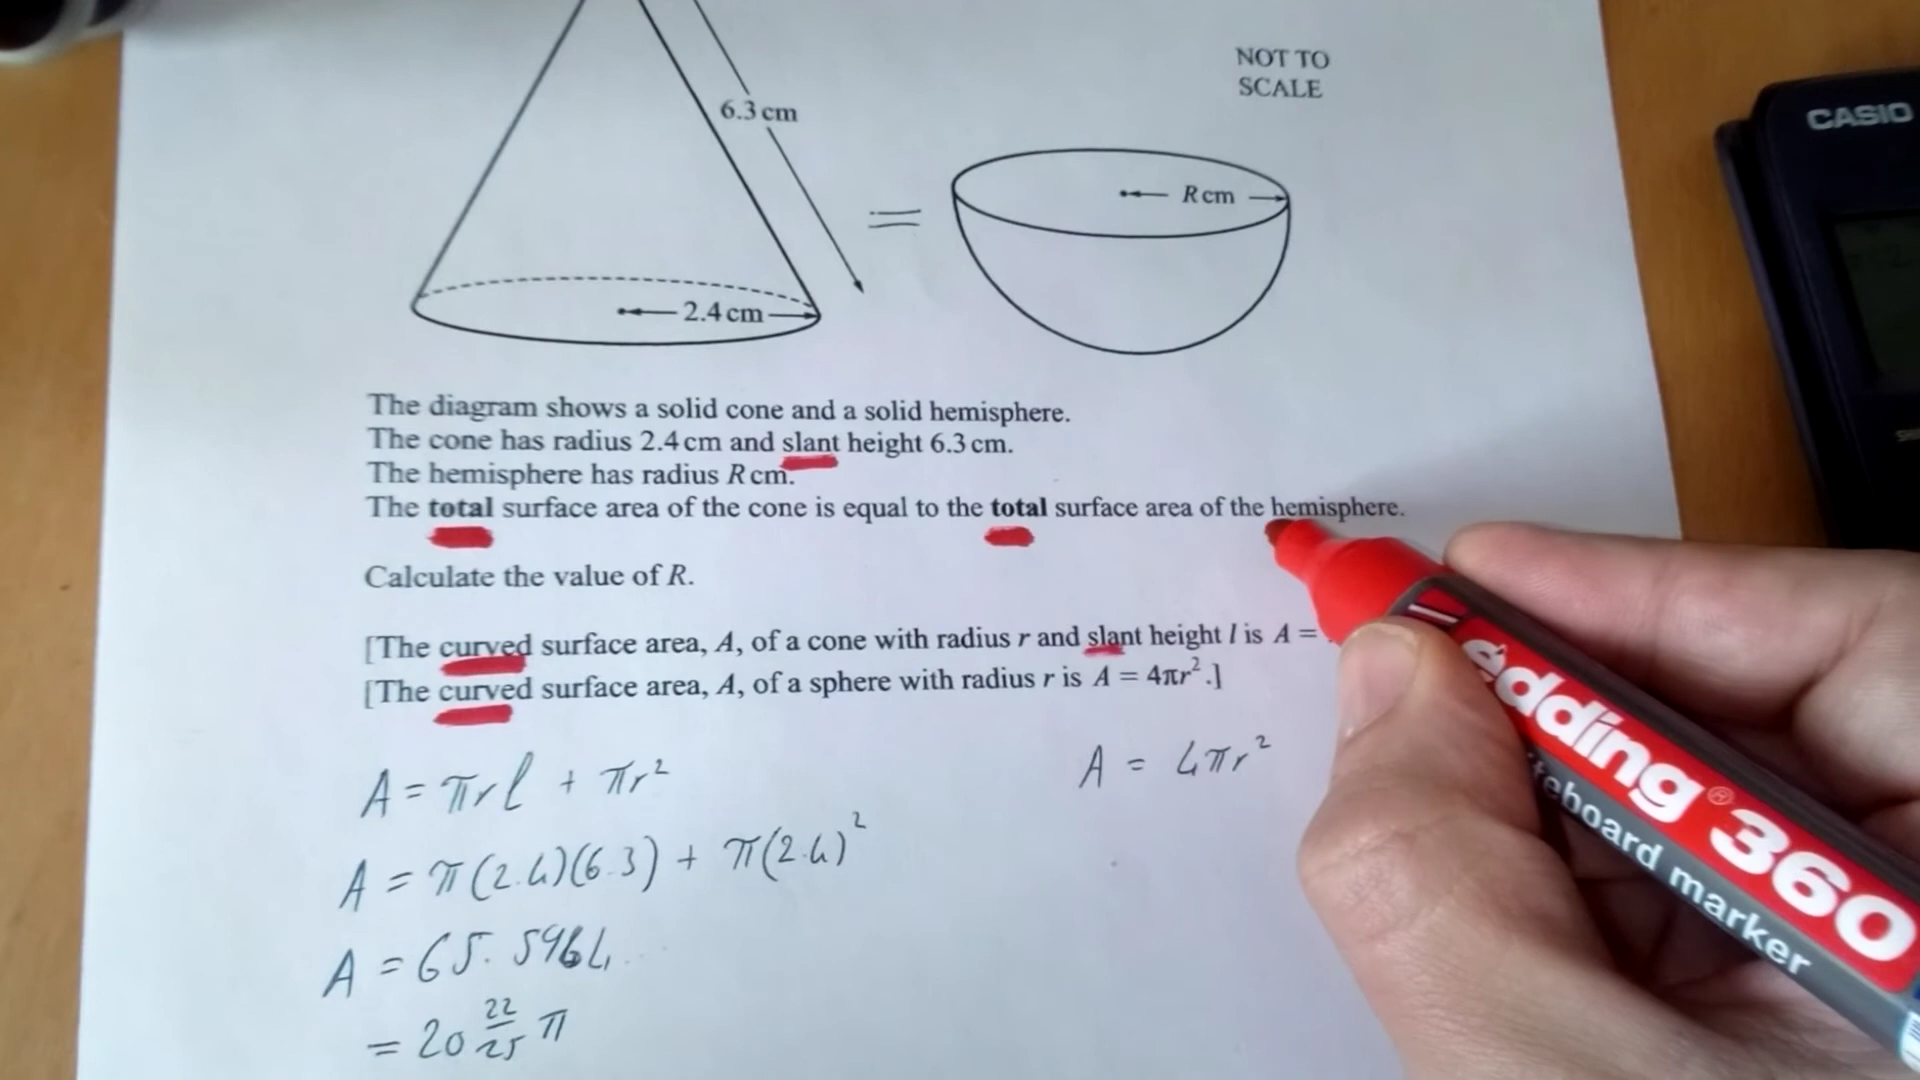 NOT TO
SCALE
CASIO
6.3 cm
R cm
=
2.4 cm
The diagram shows a solid cone and a solid hemisphere.
The cone has radius 2.4 cm and slant height 6.3 cm.
The hemisphere has radius R cm.
The total surface area of the cone is equal to the total surface area of the hemisphere.
Calculate the value of R.
[The curved surface area, A, of a cone with radius r and slant height l is A =
[The curved surface area, A, of a sphere with radius r is A = 4πr².]
A = πrl + πr²
A = 4πr²
A = π(2.4)(6.3) + π(2.4)²
A = 65.5964
= 20 22/25 π
edding® 360
board marker